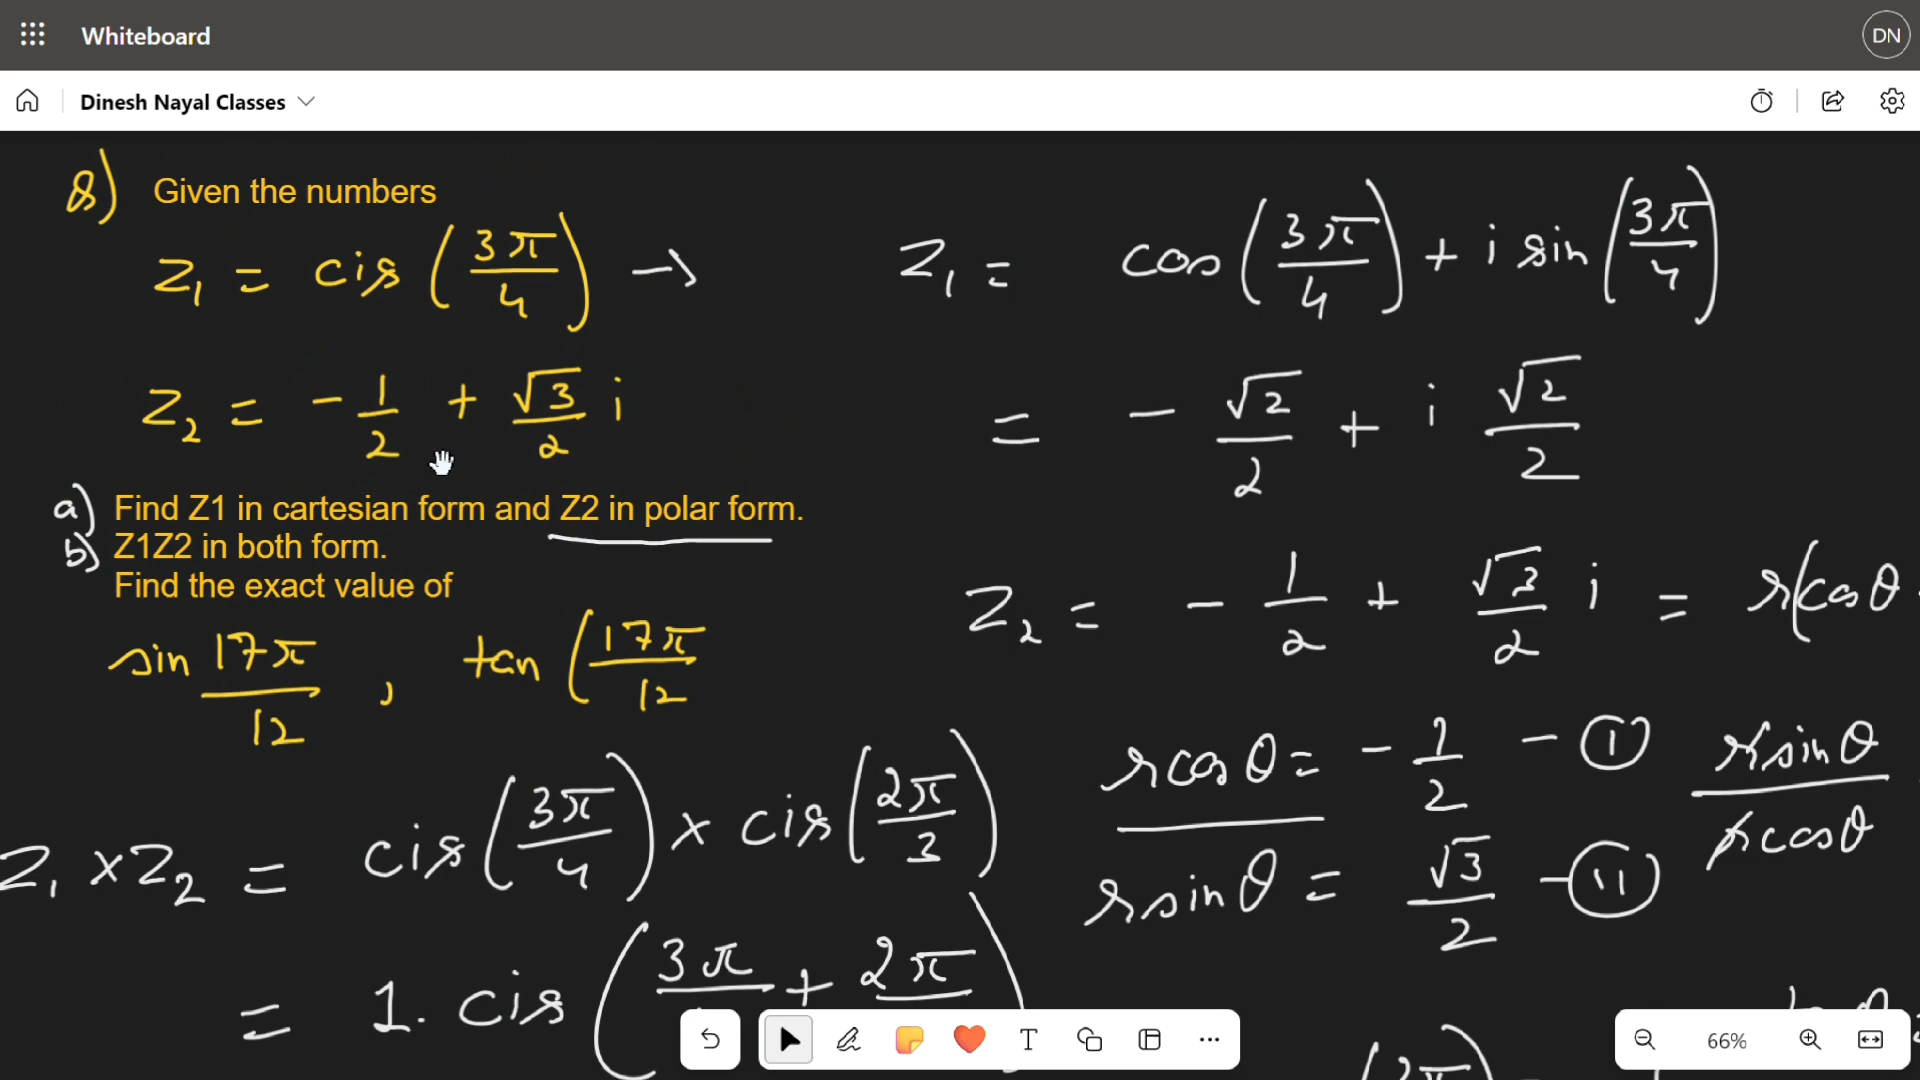 Whiteboard
DN
Dinesh Nayal Classes
8) Given the numbers
z₁ = cis (3π/4) →
z₂ = - 1/2 + √3/2 i
a) Find Z1 in cartesian form and Z2 in polar form.
b) Z1Z2 in both form.
Find the exact value of
sin 17π/12 , tan (17π/12
z₁ = cos (3π/4) + i sin (3π/4)
= - √2/2 + i √2/2
z₂ = - 1/2 + √3/2 i = r(cos θ
r cos θ = - 1/2 - ①
r sin θ = √3/2 - (11)
r sin θ / r cos θ
z₁ × z₂ = cis (3π/4) × cis (2π/3)
= 1. cis (3π + 2π
66%